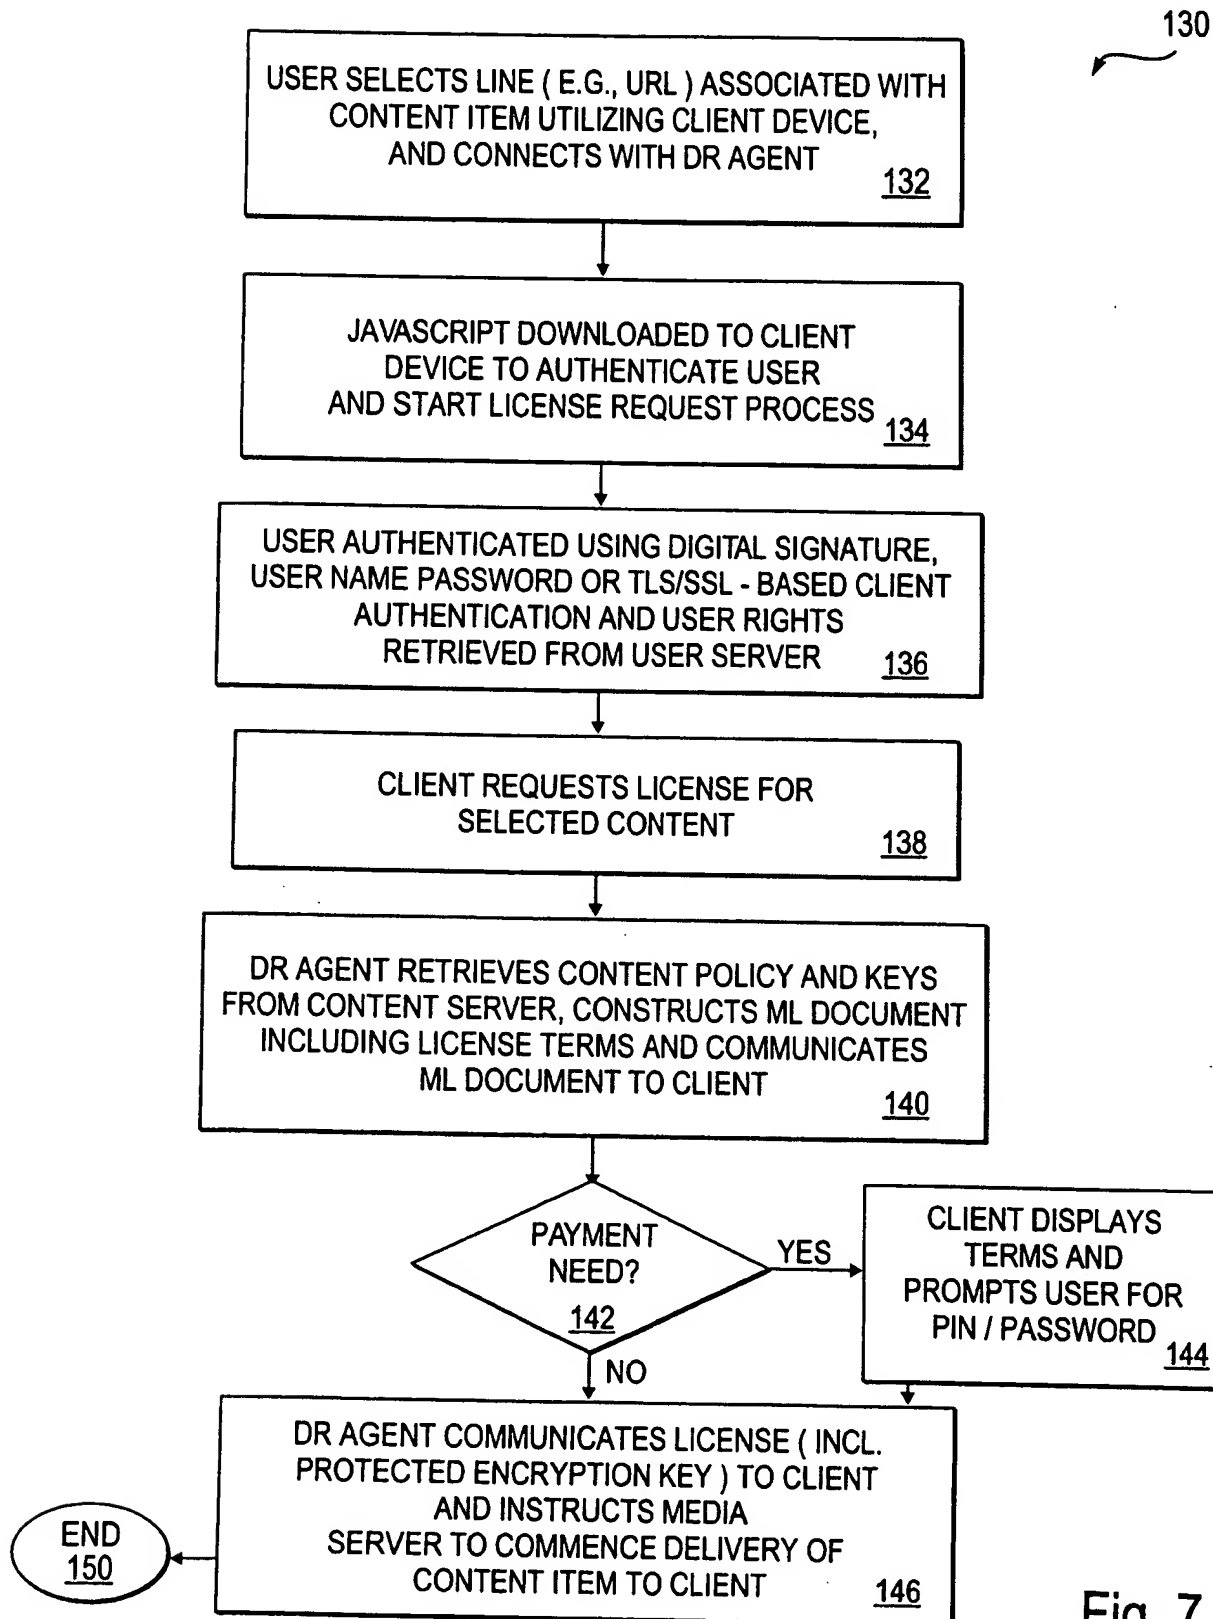 130
USER SELECTS LINE ( E.G., URL ) ASSOCIATED WITH
CONTENT ITEM UTILIZING CLIENT DEVICE,
AND CONNECTS WITH DR AGENT
132
JAVASCRIPT DOWNLOADED TO CLIENT
DEVICE TO AUTHENTICATE USER
AND START LICENSE REQUEST PROCESS
134
USER AUTHENTICATED USING DIGITAL SIGNATURE,
USER NAME PASSWORD OR TLS/SSL - BASED CLIENT
AUTHENTICATION AND USER RIGHTS
RETRIEVED FROM USER SERVER
136
CLIENT REQUESTS LICENSE FOR
SELECTED CONTENT
138
DR AGENT RETRIEVES CONTENT POLICY AND KEYS
FROM CONTENT SERVER, CONSTRUCTS ML DOCUMENT
INCLUDING LICENSE TERMS AND COMMUNICATES
ML DOCUMENT TO CLIENT
140
PAYMENT
NEED?
142
YES
CLIENT DISPLAYS
TERMS AND
PROMPTS USER FOR
PIN / PASSWORD
144
NO
DR AGENT COMMUNICATES LICENSE ( INCL.
PROTECTED ENCRYPTION KEY ) TO CLIENT
AND INSTRUCTS MEDIA
SERVER TO COMMENCE DELIVERY OF
CONTENT ITEM TO CLIENT
146
END
150
Fig. 7